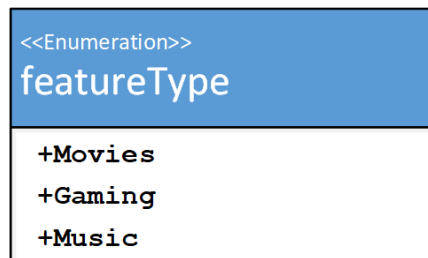 <<Enumeration>>
featureType
+Movies
+Gaming
+Music